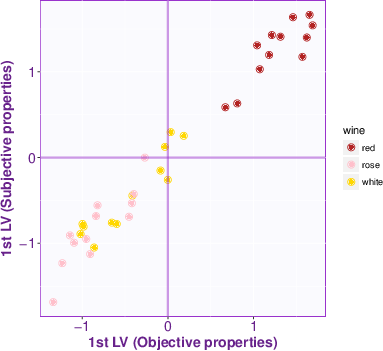 1st LV (Subjective properties)
1
0
−1
−1
0
1
1st LV (Objective properties)
wine
red
rose
white